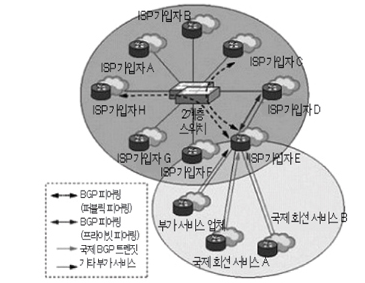 ISP가입자 B
ISP가입자 A
ISP가입자 C
ISP가입자 H
ISP가입자 D
2계층
스위치
ISP가입자 G
ISP가입자 F
ISP가입자 E
부가 서비스 업체
국제 회선 서비스 B
국제 회선 서비스 A
BGP 피어링
(퍼블릭 피어링)
BGP 피어링
(프라이빗 피어링)
국제 BGP 트랜짓
기타 부가 서비스